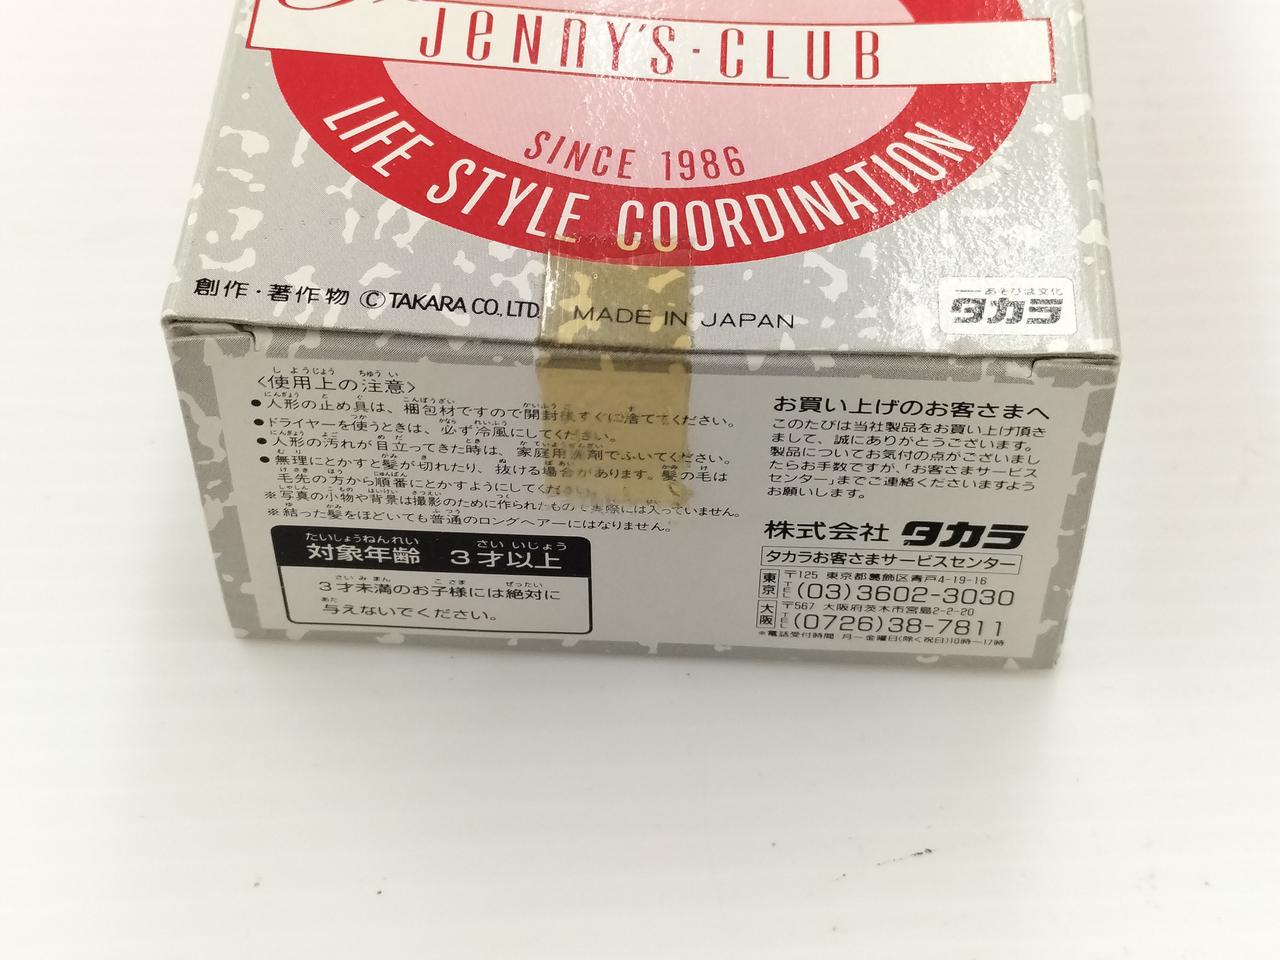 JENNY'S-CLUB
SINCE 1986
LIFE STYLE COORDINATION
創作・著作物 ©TAKARA CO.,LTD. MADE IN JAPAN
あそびは文化
タカラ
〈使用上の注意〉
●人形の止め具は、梱包材ですので開封後すぐに捨ててください。
●ドライヤーを使うときは、必ず冷風にしてください。
●人形の汚れが目立ってきた時は、家庭用洗剤でふいてください。
●無理にとかすと髪が切れたり、抜ける場合があります。髪の毛は
毛先の方から順番にとかすようにしてください。
※写真の小物や背景は撮影のために作られたもので実際には入っていません。
※結った髪をほどいても普通のロングヘアーにはなりません。
対象年齢 3才以上
3才未満のお子様には絶対に
与えないでください。
お買い上げのお客さまへ
このたびは当社製品をお買い上げ頂き
まして、誠にありがとうございます。
製品についてお気付の点がございまし
たらお手数ですが、「お客さまサービス
センター」までご連絡くださいますよう
お願いします。
株式会社 タカラ
タカラお客さまサービスセンター
東京 〒125 東京都葛飾区青戸4-19-16
TEL (03)3602-3030
大阪 〒567 大阪府茨木市宮島2-2-20
TEL (0726)38-7811
※電話受付時間 月〜金曜日(除く祝日)10時〜17時